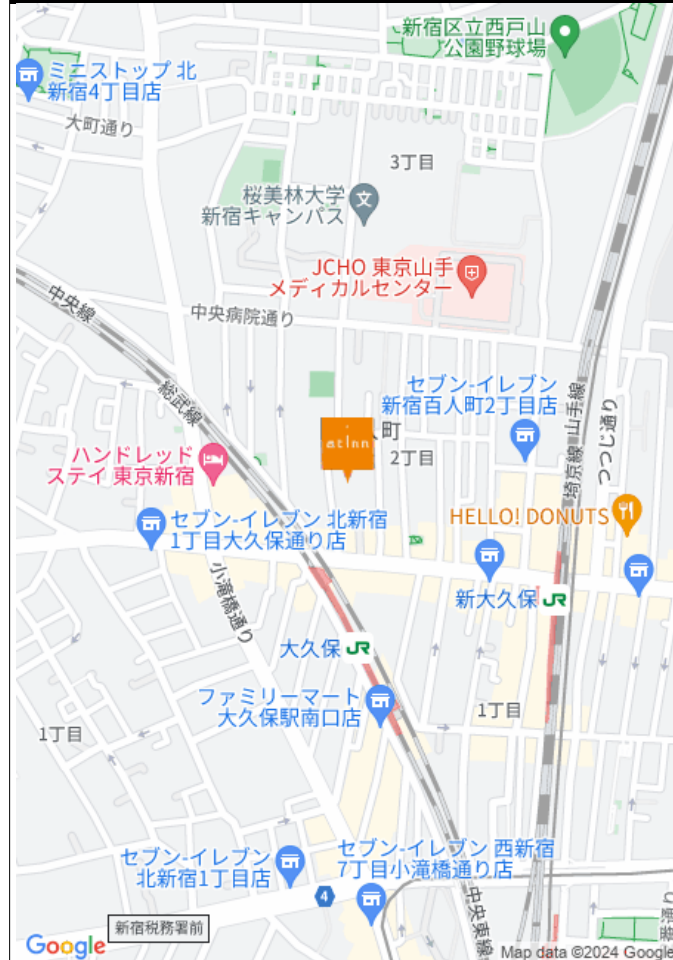 新宿区立西戸山
公園野球場
ミニストップ 北
新宿4丁目店
大町通り
3丁目
桜美林大学
新宿キャンパス
JCHO 東京山手
メディカルセンター
中央線
中央病院通り
総武線
セブン-イレブン
新宿百人町2丁目店
山手線
埼京線
つつじ通り
at inn
人町
2丁目
ハンドレッド
ステイ 東京新宿
セブン-イレブン 北新宿
1丁目大久保通り店
HELLO! DONUTS
小滝橋通り
新大久保 JR
大久保 JR
ファミリーマート
大久保駅南口店
1丁目
1丁目
セブン-イレブン
北新宿1丁目店
セブン-イレブン 西新宿
7丁目小滝橋通り店
4
中央東線
新宿税務署前
Google
Map data ©2024 Google